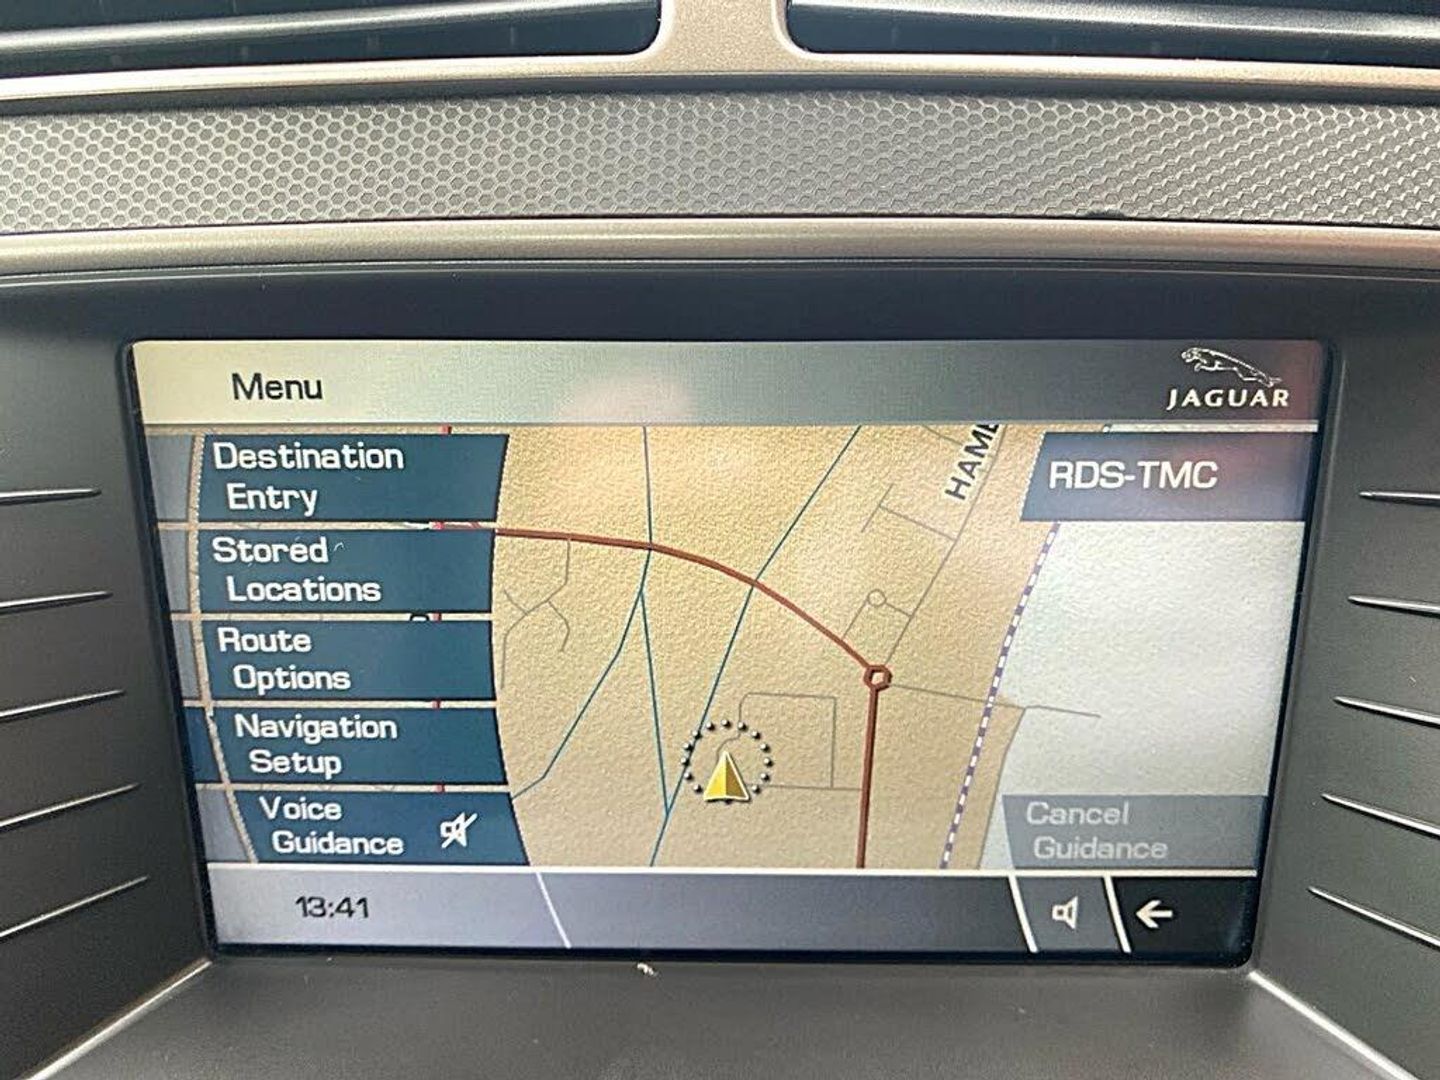 Menu
JAGUAR
Destination
Entry
RDS-TMC
Stored
Locations
Route
Options
Navigation
Setup
Voice
Guidance
Cancel
Guidance
13:41